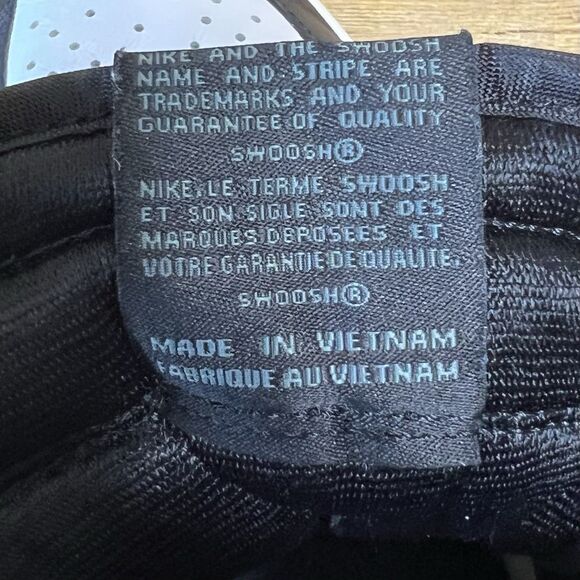 NIKE AND THE SWOOSH
NAME AND STRIPE ARE
TRADEMARKS AND YOUR
GUARANTEE OF QUALITY
SWOOSH®
NIKE, LE TERME SWOOSH
ET SON SIGLE SONT DES
MARQUES DEPOSEES ET
VOTRE GARANTIE DE QUALITE.
SWOOSH®
MADE IN VIETNAM
FABRIQUE AU VIETNAM